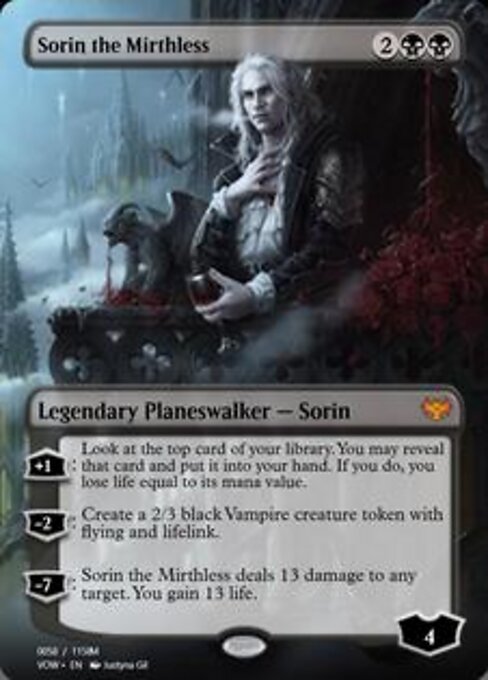 Sorin the Mirthless 2
Legendary Planeswalker — Sorin
+1: Look at the top card of your library. You may reveal
that card and put it into your hand. If you do, you
lose life equal to its mana value.
-2: Create a 2/3 black Vampire creature token with
flying and lifelink.
-7: Sorin the Mirthless deals 13 damage to any
target. You gain 13 life.
4
VOW • EN Justyna Gil